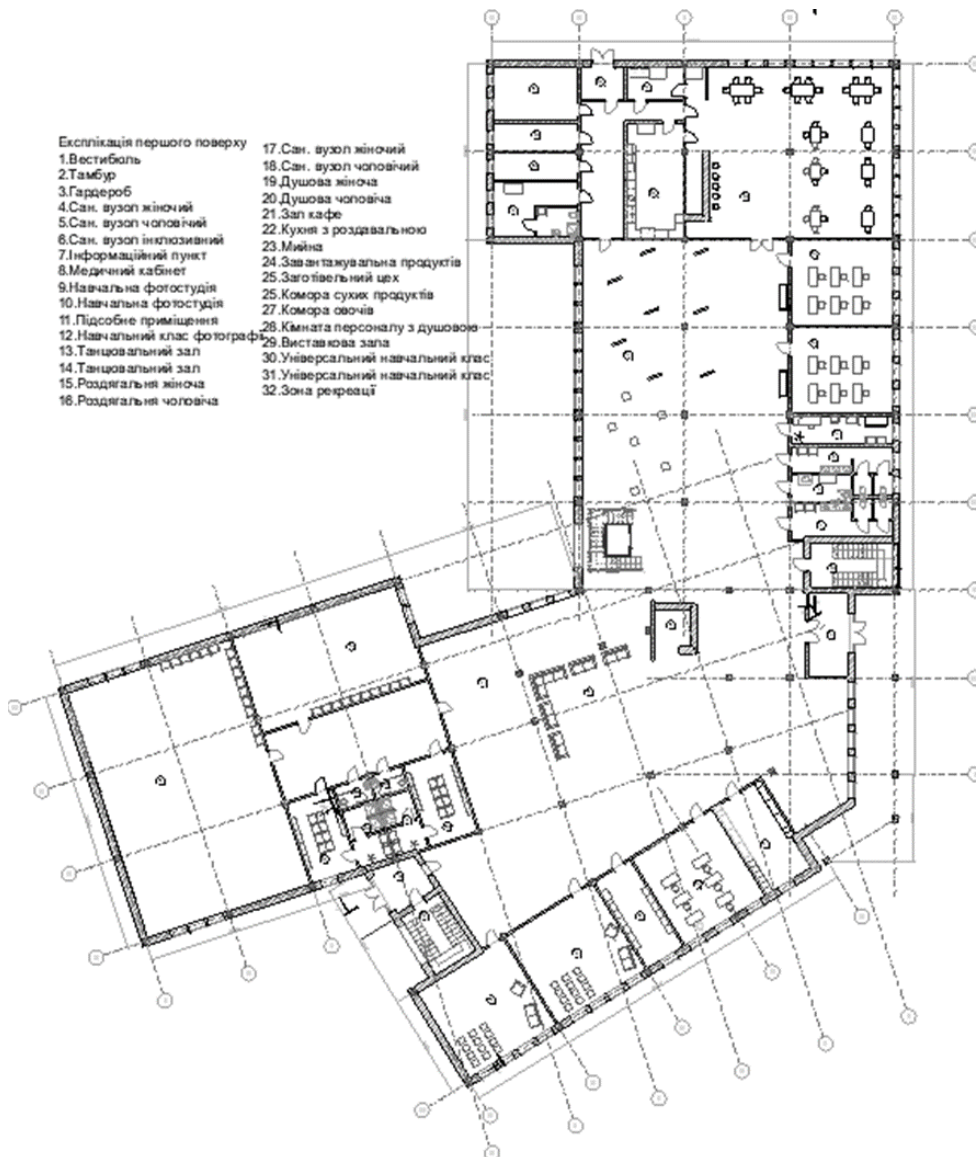 Експлікація першого поверху
1.Вестибюль
2.Тамбур
3.Гардероб
4.Сан. вузол жіночий
5.Сан. вузол чоловічий
6.Сан. вузол інклюзивний
7.Інформаційний пункт
8.Медичний кабінет
9.Навчальна фотостудія
10.Навчальна фотостудія
11.Підсобне приміщення
12.Навчальний клас фотографії
13.Танцювальний зал
14.Танцювальний зал
15.Роздягальня жіноча
16.Роздягальня чоловіча
17.Сан. вузол жіночий
18.Сан. вузол чоловічий
19.Душова жіноча
20.Душова чоловіча
21.Зал кафе
22.Кухня з роздавальною
23.Мийна
24.Завантажувальна продуктів
25.Заготівельний цех
25.Комора сухих продуктів
27.Комора овочів
28.Кімната персоналу з душовою
29.Виставкова зала
30.Універсальний навчальний клас
31.Універсальний навчальний клас
32.Зона рекреації